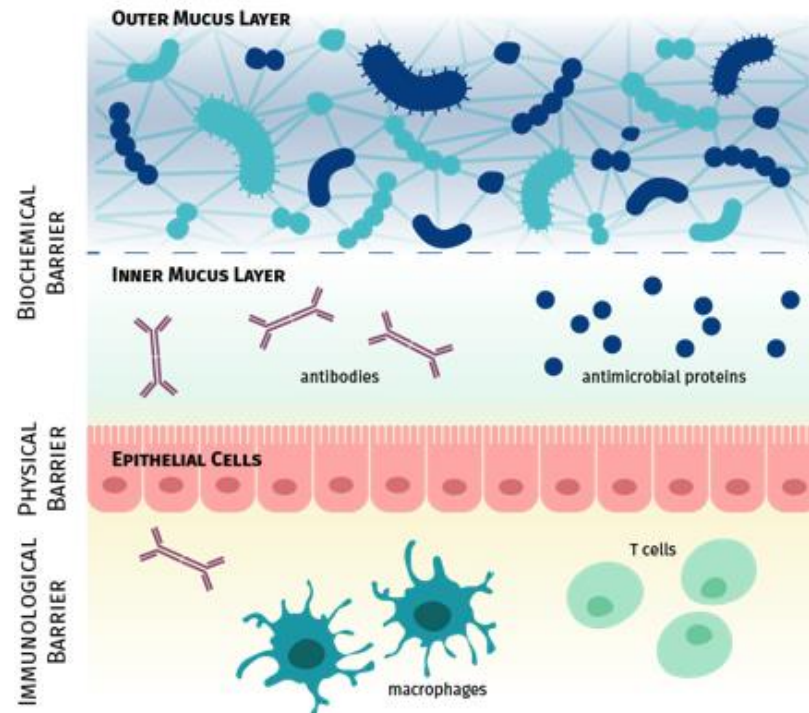 OUTER MUCUS LAYER
BIOCHEMICAL
BARRIER
INNER MUCUS LAYER
antibodies
antimicrobial proteins
PHYSICAL
BARRIER
EPITHELIAL CELLS
IMMUNOLOGICAL
BARRIER
T cells
macrophages